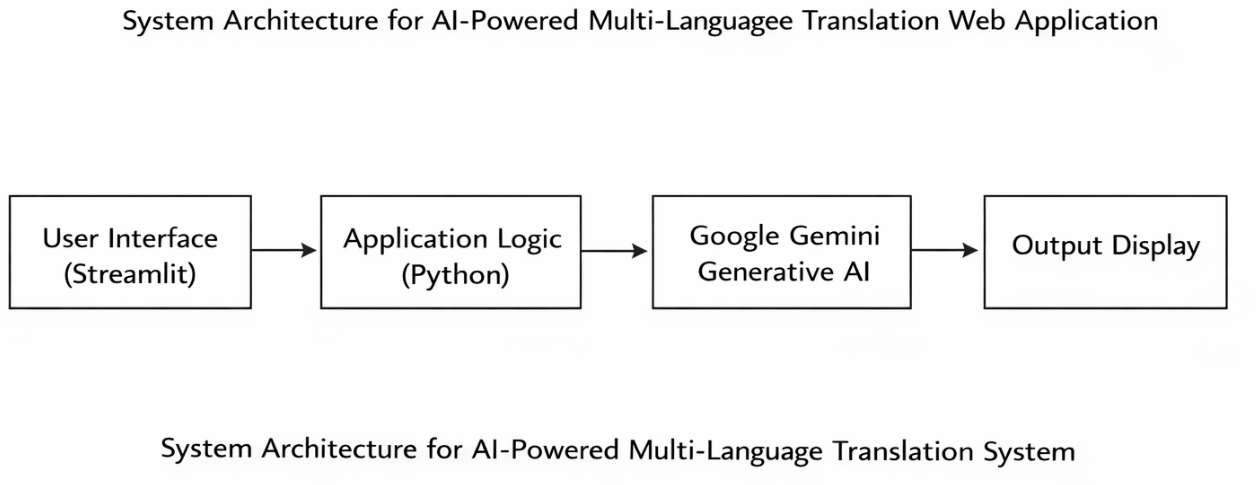 System Architecture for AI-Powered Multi-Languagee Translation Web Application
User Interface
(Streamlit)
Application Logic
(Python)
Google Gemini
Generative AI
Output Display
System Architecture for AI-Powered Multi-Language Translation System